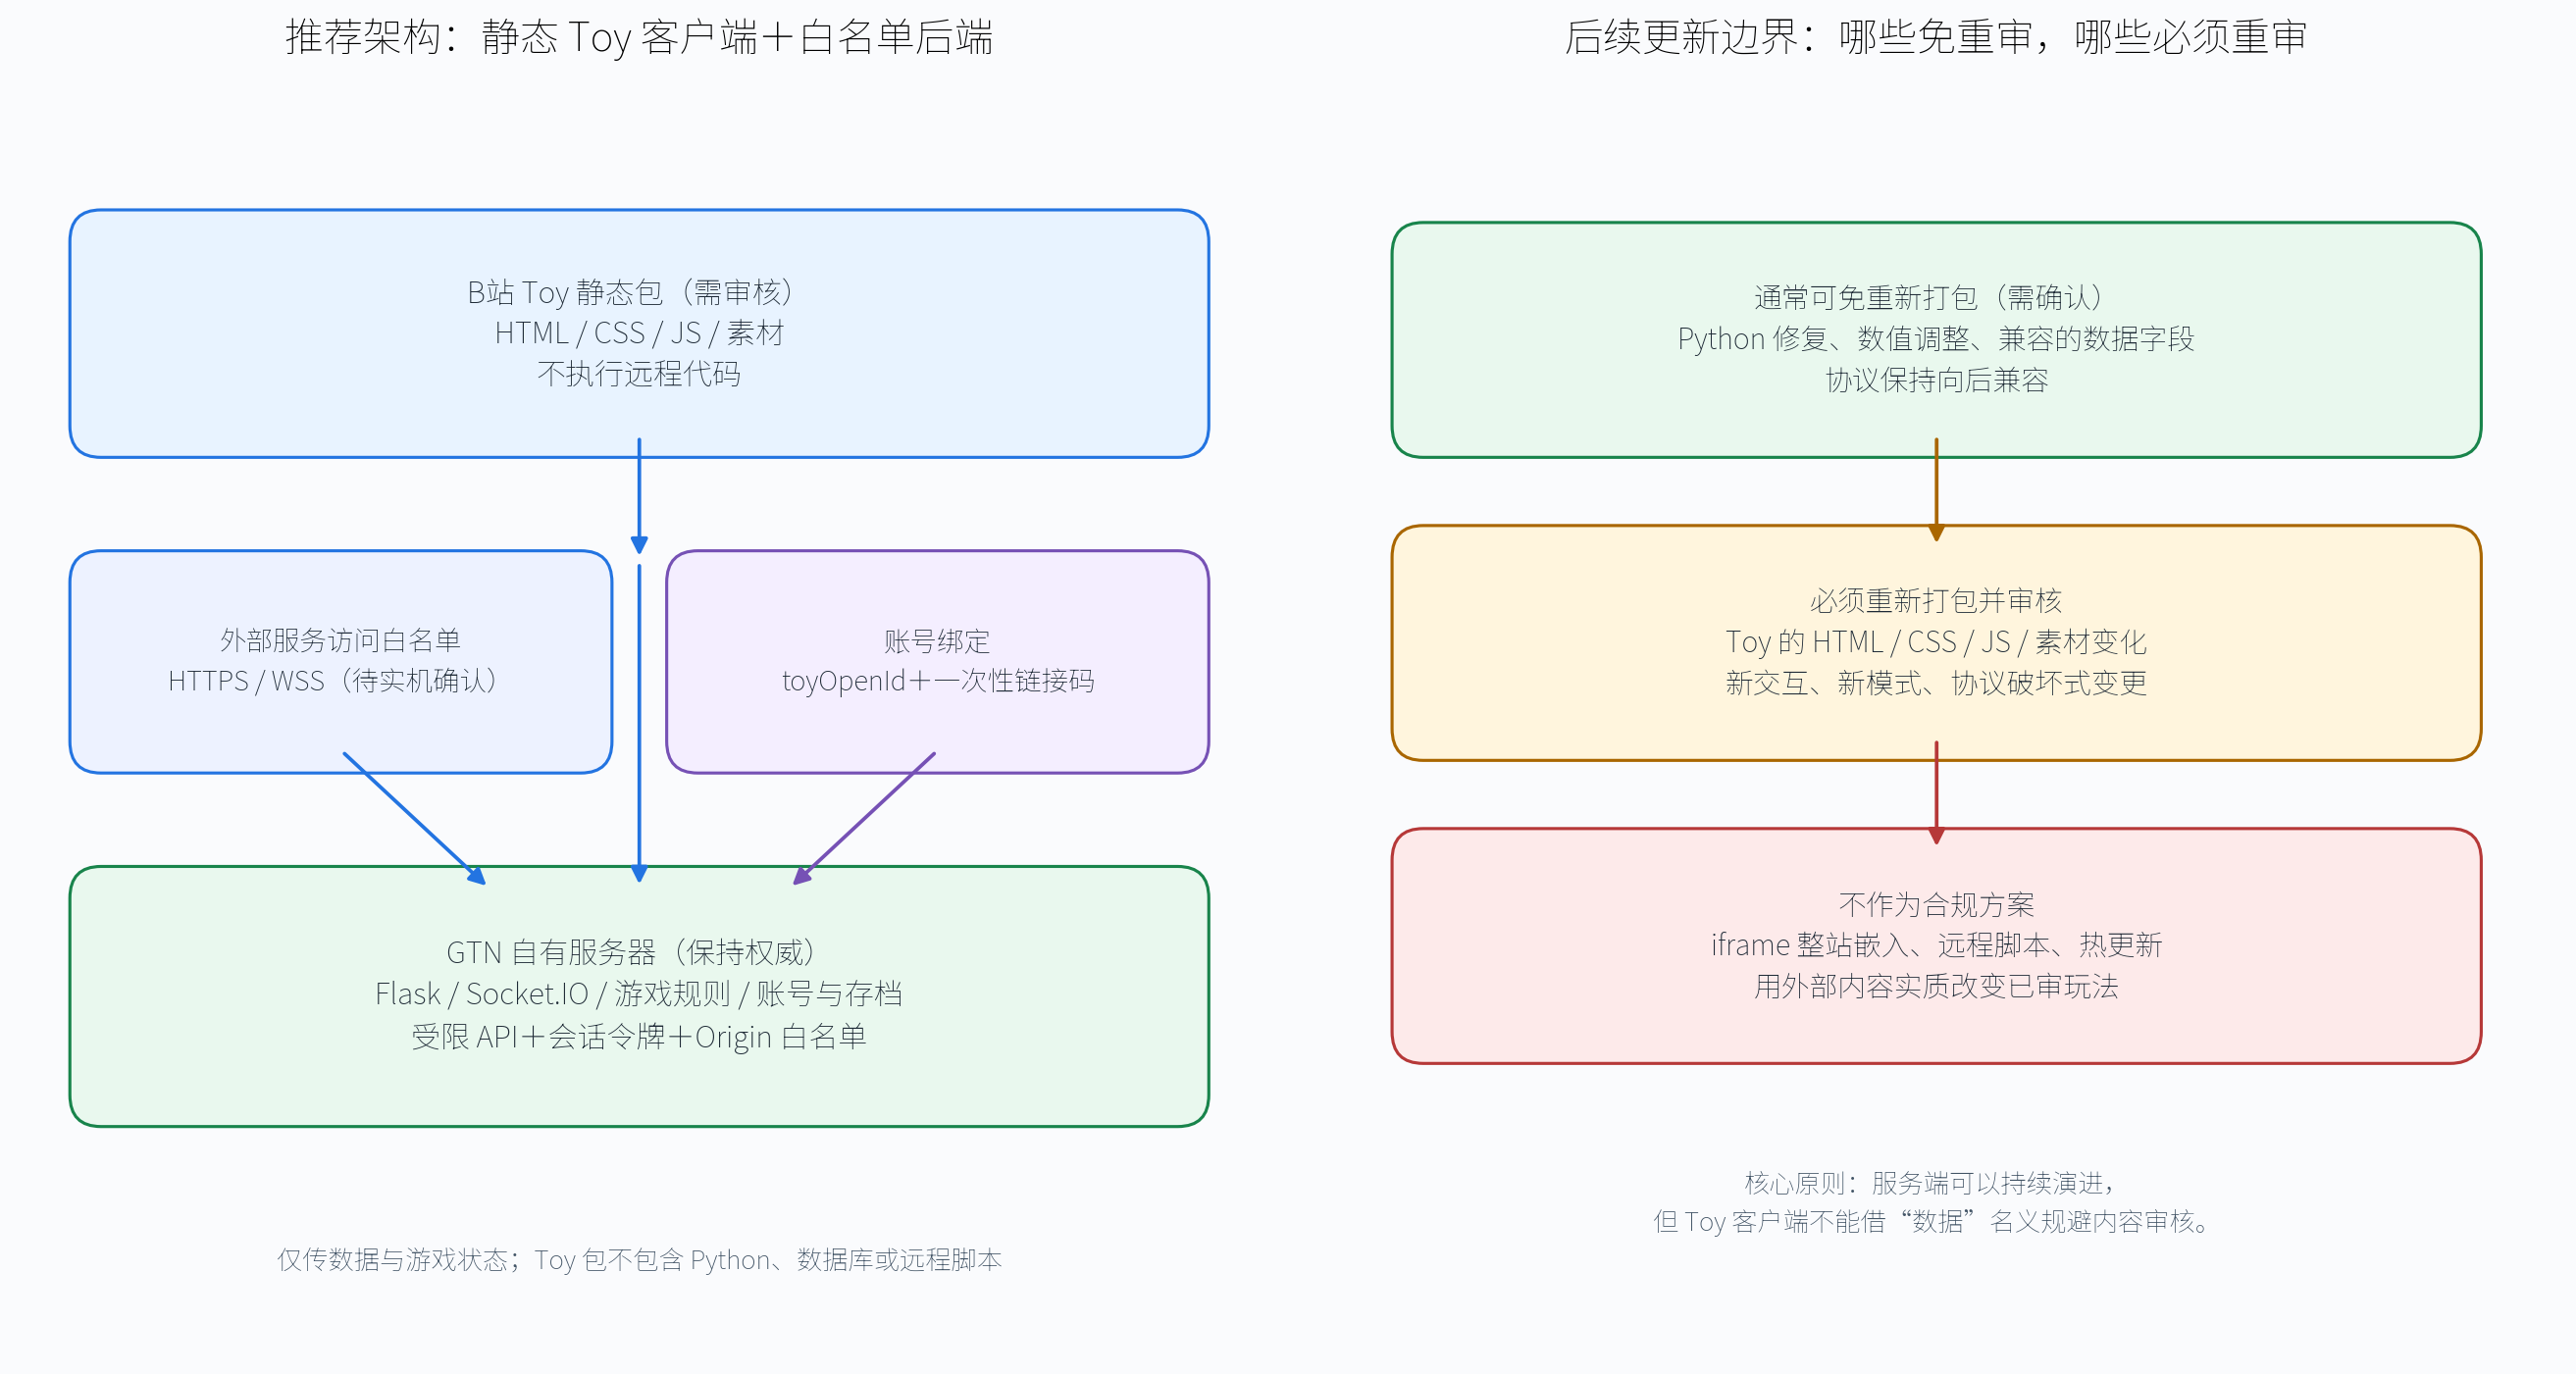 推荐架构：静态 Toy 客户端＋白名单后端
B站 Toy 静态包（需审核）
HTML / CSS / JS / 素材
不执行远程代码
外部服务访问白名单
HTTPS / WSS（待实机确认）
账号绑定
toyOpenId＋一次性链接码
GTN 自有服务器（保持权威）
Flask / Socket.IO / 游戏规则 / 账号与存档
受限 API＋会话令牌＋Origin 白名单
仅传数据与游戏状态；Toy 包不包含 Python、数据库或远程脚本
后续更新边界：哪些免重审，哪些必须重审
通常可免重新打包（需确认）
Python 修复、数值调整、兼容的数据字段
协议保持向后兼容
必须重新打包并审核
Toy 的 HTML / CSS / JS / 素材变化
新交互、新模式、协议破坏式变更
不作为合规方案
iframe 整站嵌入、远程脚本、热更新
用外部内容实质改变已审玩法
核心原则：服务端可以持续演进，
但 Toy 客户端不能借“数据”名义规避内容审核。